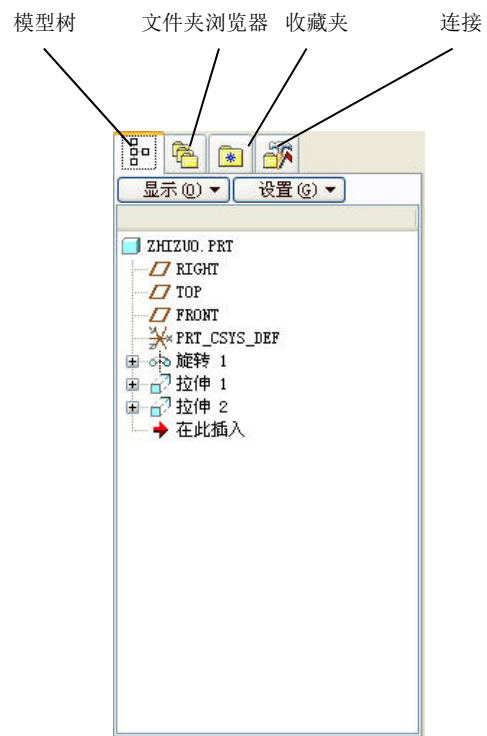 模型树 文件夹浏览器 收藏夹 连接
显示(O) 设置(G)
ZHIZUO.PRT
RIGHT
TOP
FRONT
PRT_CSYS_DEF
旋转 1
拉伸 1
拉伸 2
在此插入